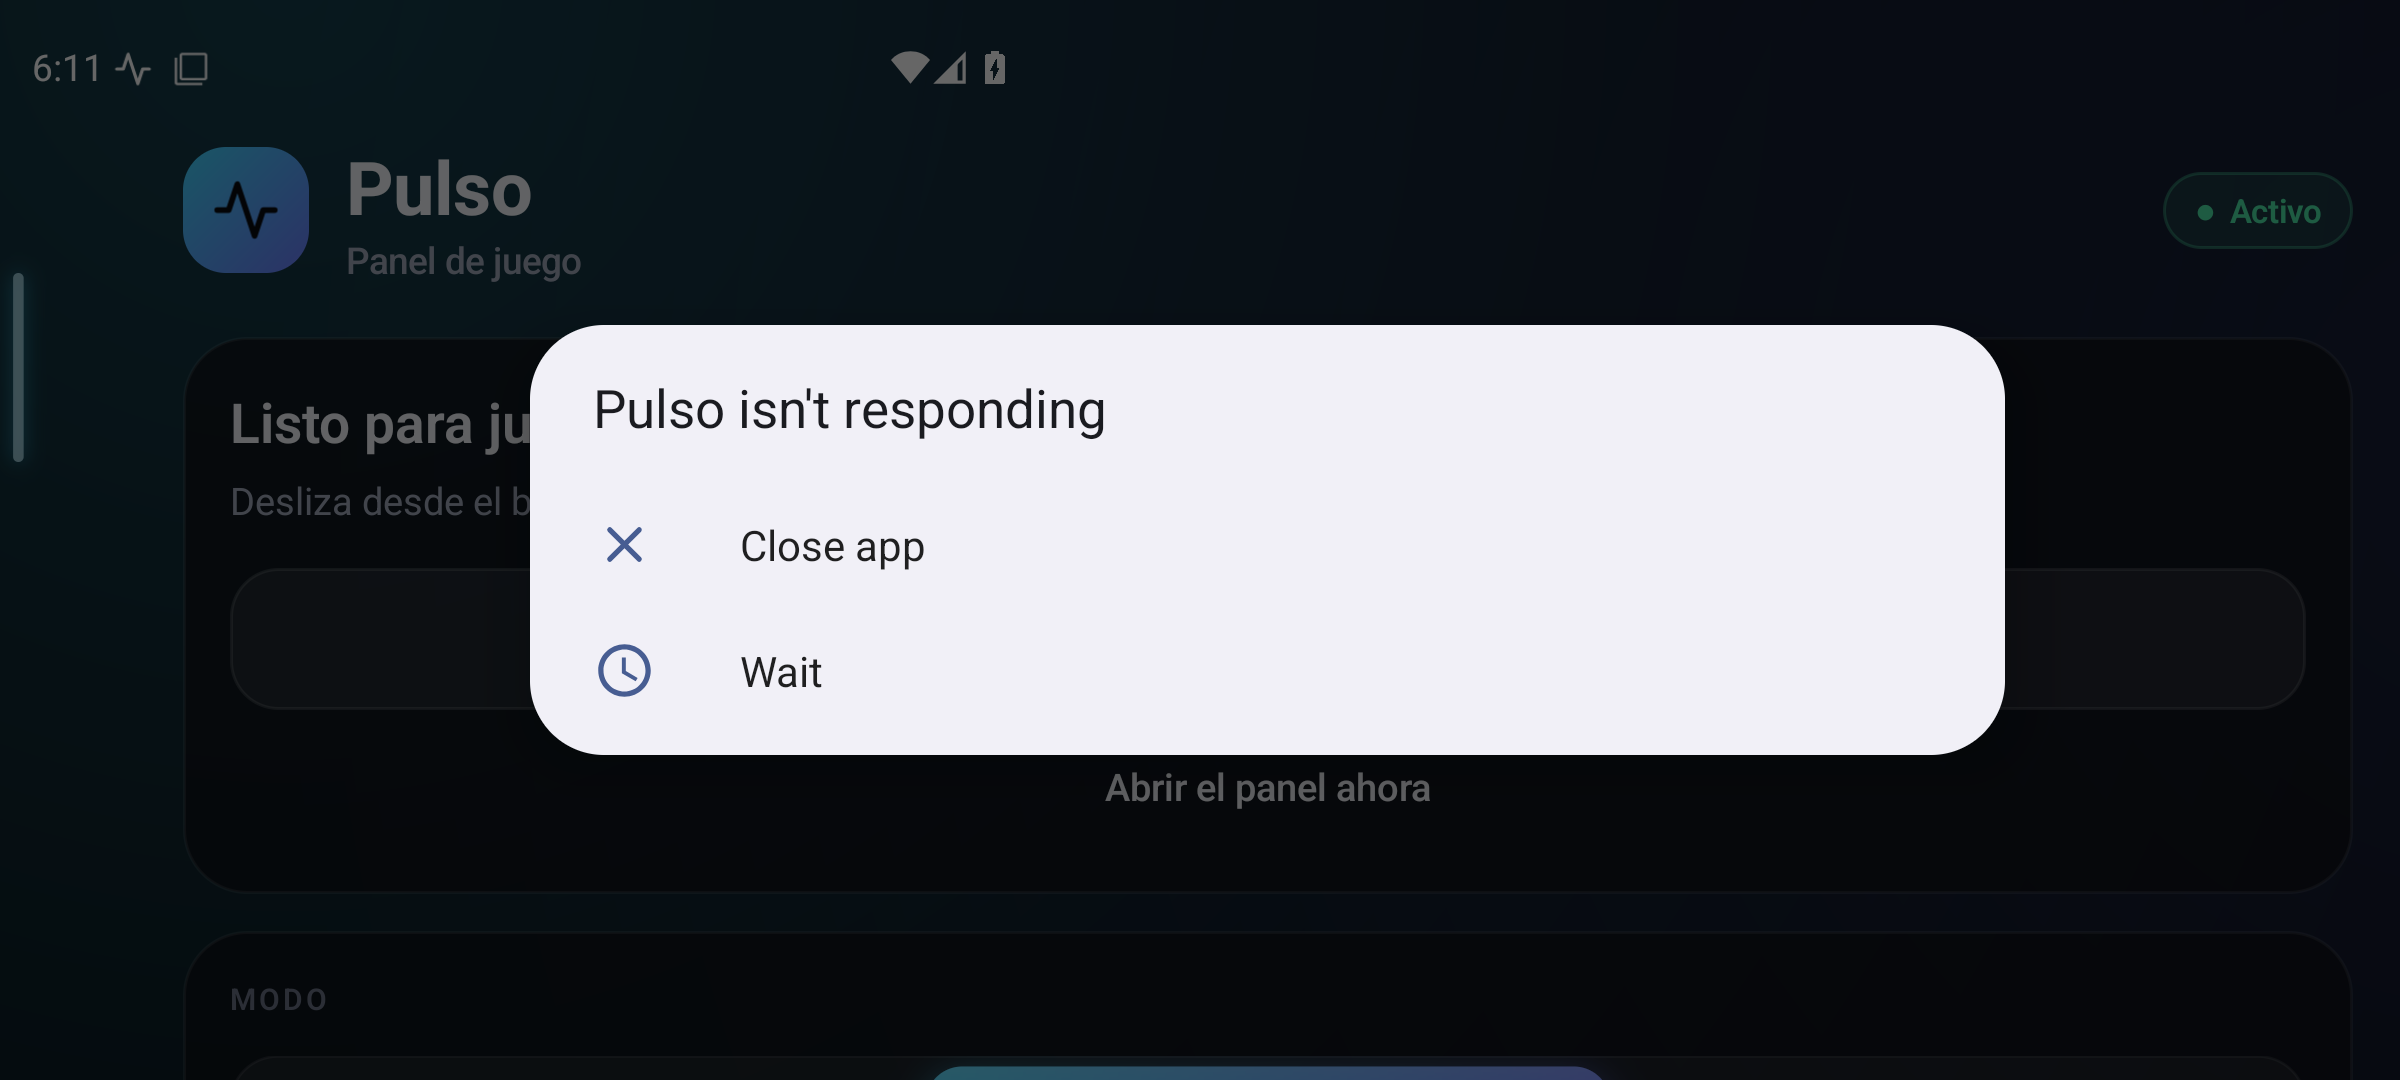 6:11
Pulso
Panel de juego
Activo
Listo para ju
Desliza desde el b
Pulso isn't responding
Close app
Wait
Abrir el panel ahora
MODO